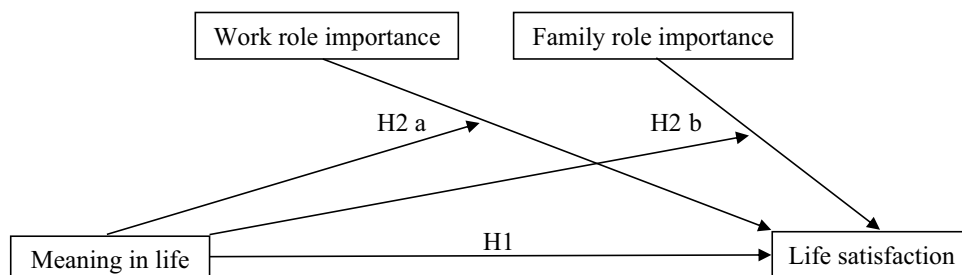 Work role importance
Family role importance
H2 a
H2 b
H1
Meaning in life
Life satisfaction